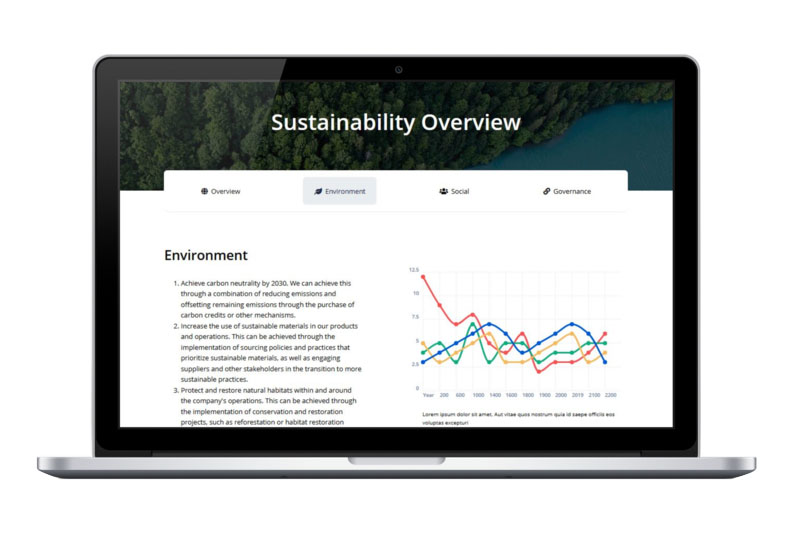 Sustainability Overview
Overview
Environment
Social
Governance
Environment
1. Achieve carbon neutrality by 2030. We can achieve this
through a combination of reducing emissions and
offsetting remaining emissions through the purchase of
carbon credits or other mechanisms.
2. Increase the use of sustainable materials in our products
and operations. This can be achieved through the
implementation of sourcing policies and practices that
prioritize sustainable materials, as well as engaging
suppliers and other stakeholders in the transition to more
sustainable practices.
3. Protect and restore natural habitats within and around
the company's operations. This can be achieved through
the implementation of conservation and restoration
projects, such as reforestation or habitat restoration
12.5
10
7.5
5
2.5
0
Year 200 600 1000 1400 1600 1800 1900 2000 2019 2100 2200
Lorem ipsum dolor sit amet. Aut vitae quos nostrum quia id saepe officiis eos
voluptas excepturi